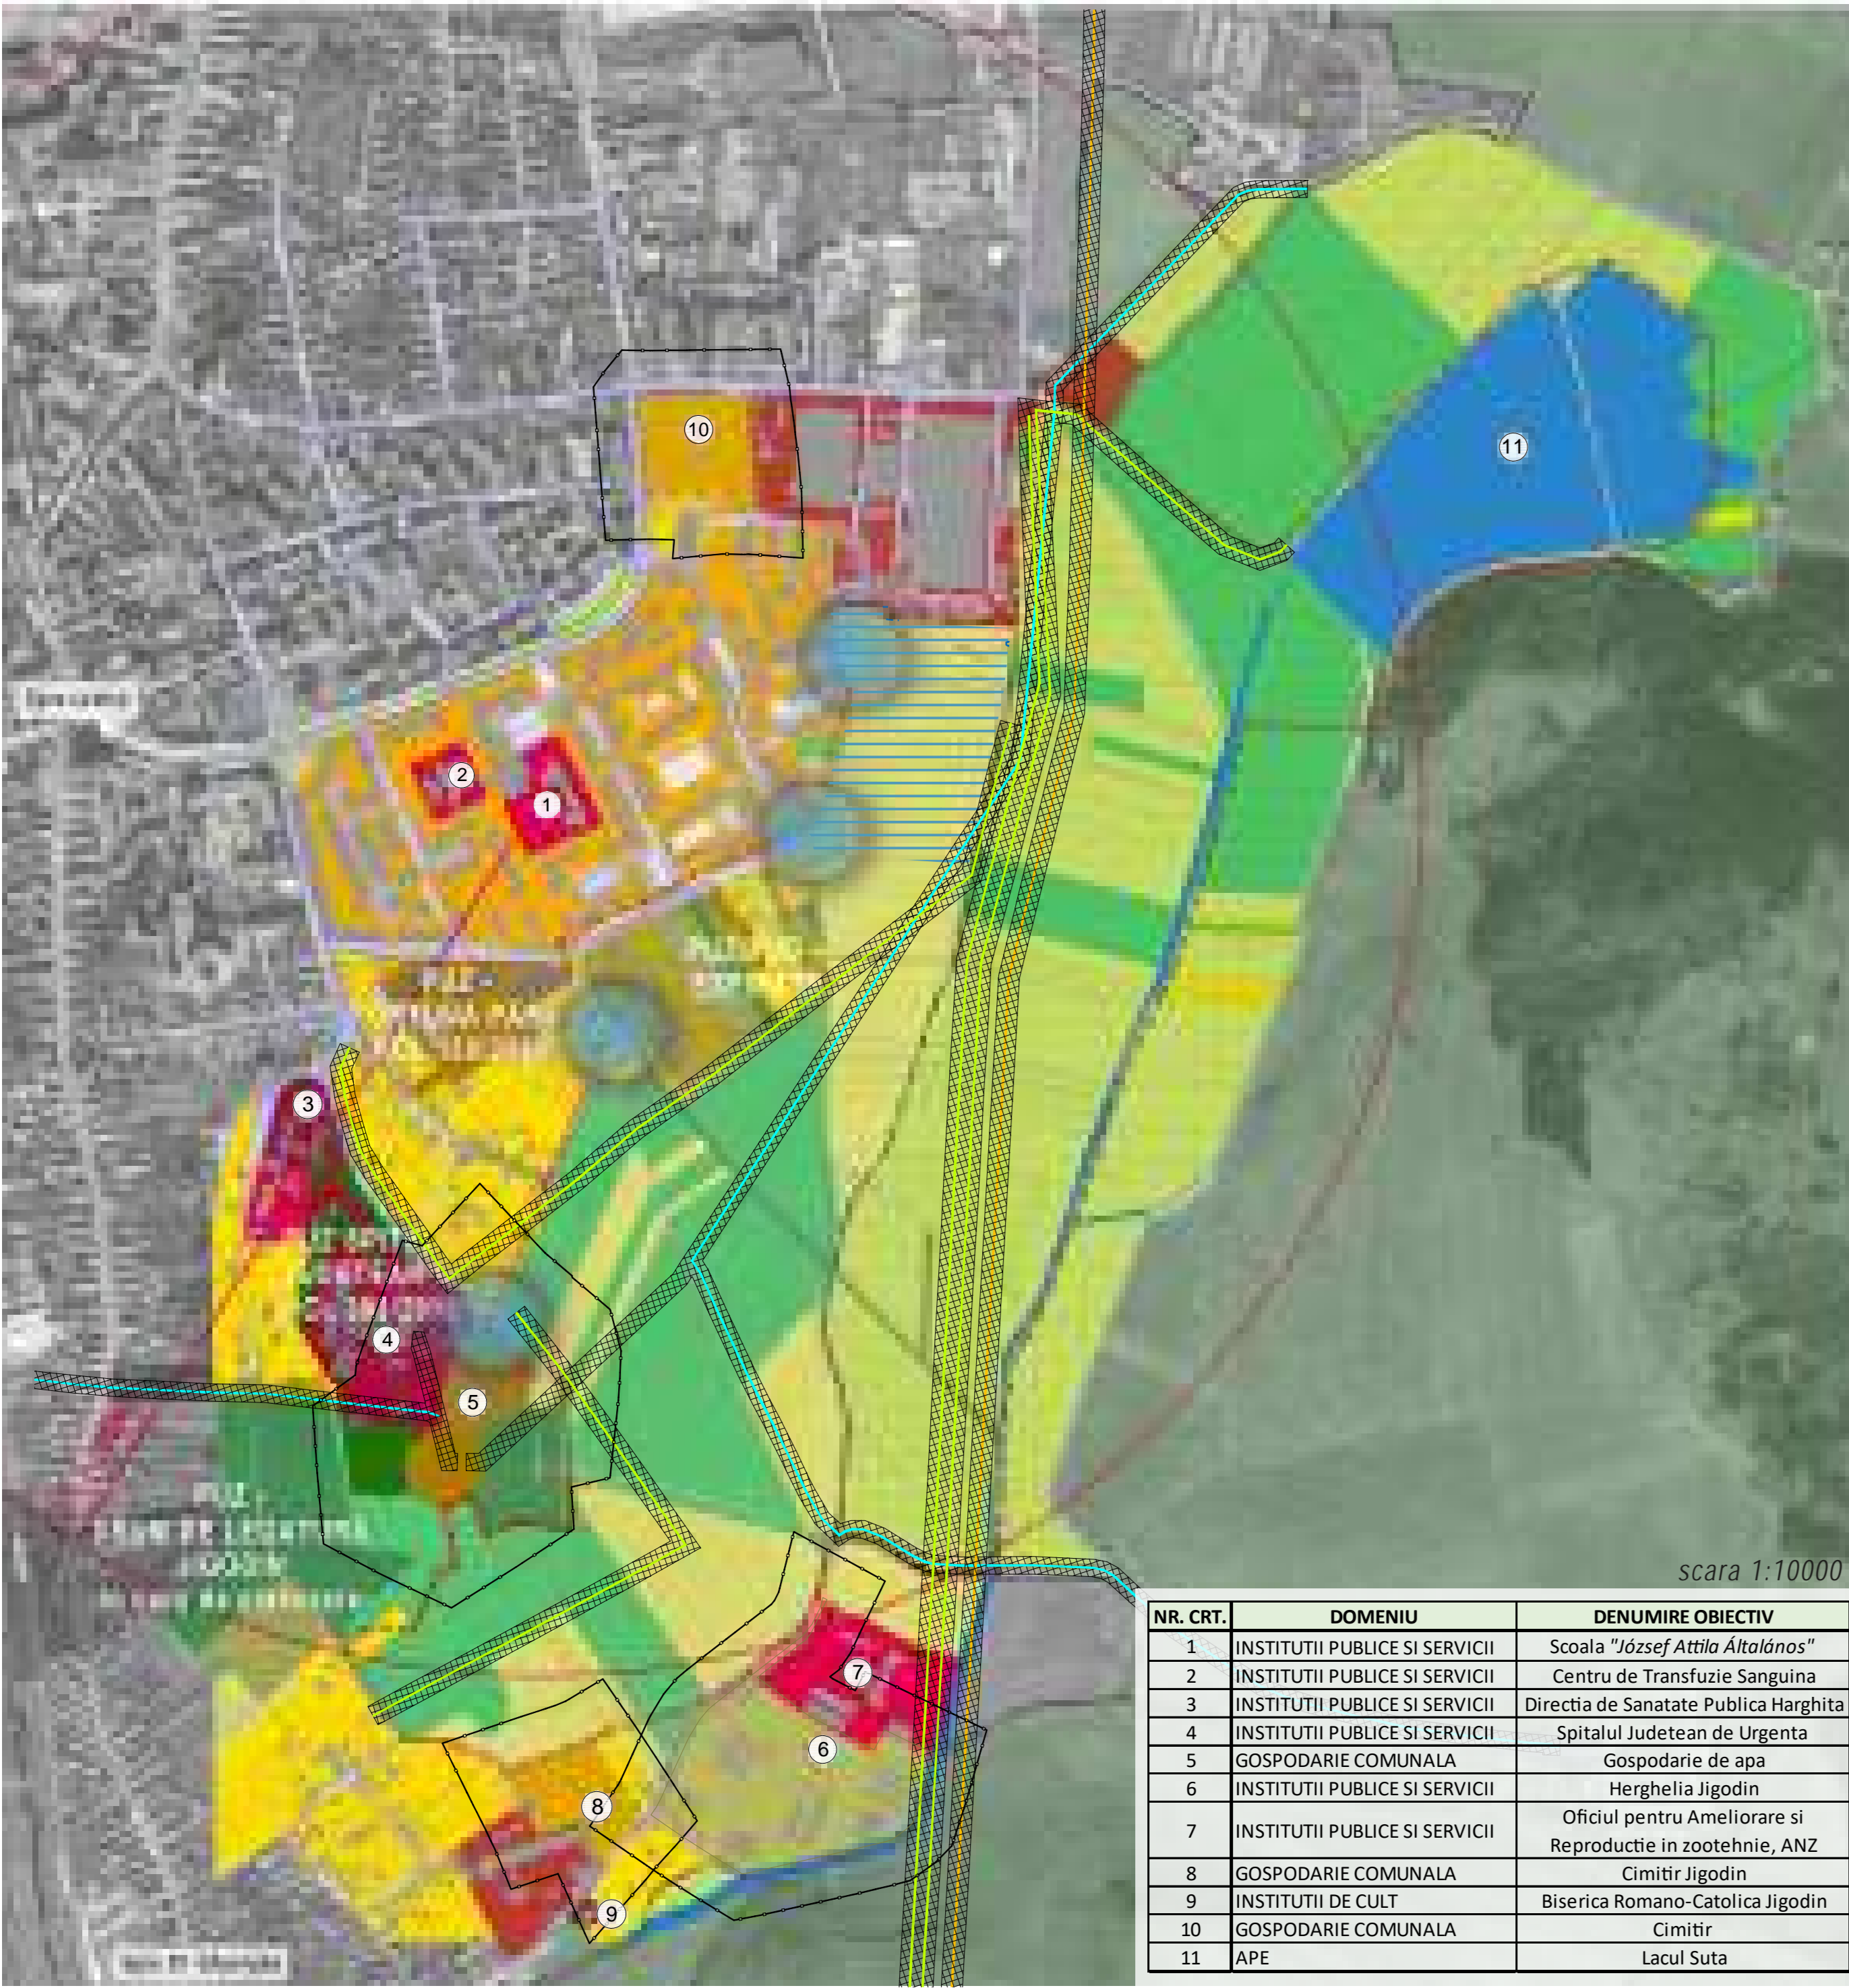 10
11
2
1
3
4
5
7
6
8
9
scara 1:10000
NR. CRT. DOMENIU DENUMIRE OBIECTIV
1 INSTITUTII PUBLICE SI SERVICII Scoala "József Attila Általános"
2 INSTITUTII PUBLICE SI SERVICII Centru de Transfuzie Sanguina
3 INSTITUTII PUBLICE SI SERVICII Directia de Sanatate Publica Harghita
4 INSTITUTII PUBLICE SI SERVICII Spitalul Judetean de Urgenta
5 GOSPODARIE COMUNALA Gospodarie de apa
6 INSTITUTII PUBLICE SI SERVICII Herghelia Jigodin
7 INSTITUTII PUBLICE SI SERVICII Oficiul pentru Ameliorare si
Reproductie in zootehnie, ANZ
8 GOSPODARIE COMUNALA Cimitir Jigodin
9 INSTITUTII DE CULT Biserica Romano-Catolica Jigodin
10 GOSPODARIE COMUNALA Cimitir
11 APE Lacul Suta